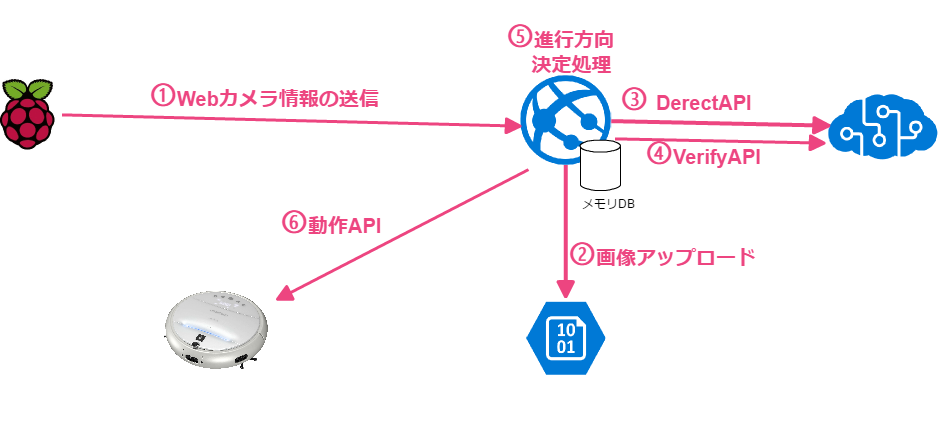 ⑤進行方向
決定処理
①Webカメラ情報の送信
③ DerectAPI
④VerifyAPI
メモリDB
⑥動作API
②画像アップロード
10
01